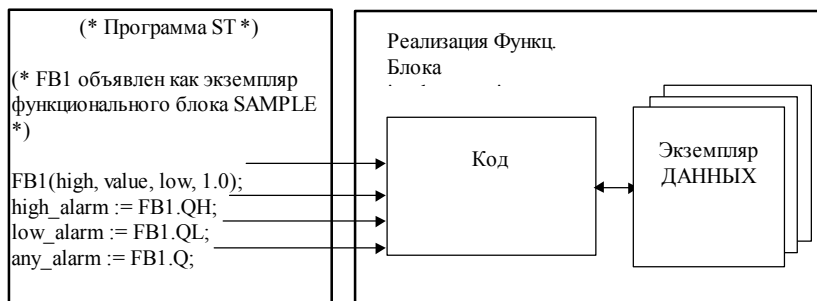 (* Программа ST *)
(* FB1 объявлен как экземпляр
функционального блока SAMPLE
*)
FB1(high, value, low, 1.0);
high_alarm := FB1.QH;
low_alarm := FB1.QL;
any_alarm := FB1.Q;
Реализация Функц.
Блока
Код
Экземпляр
ДАННЫХ